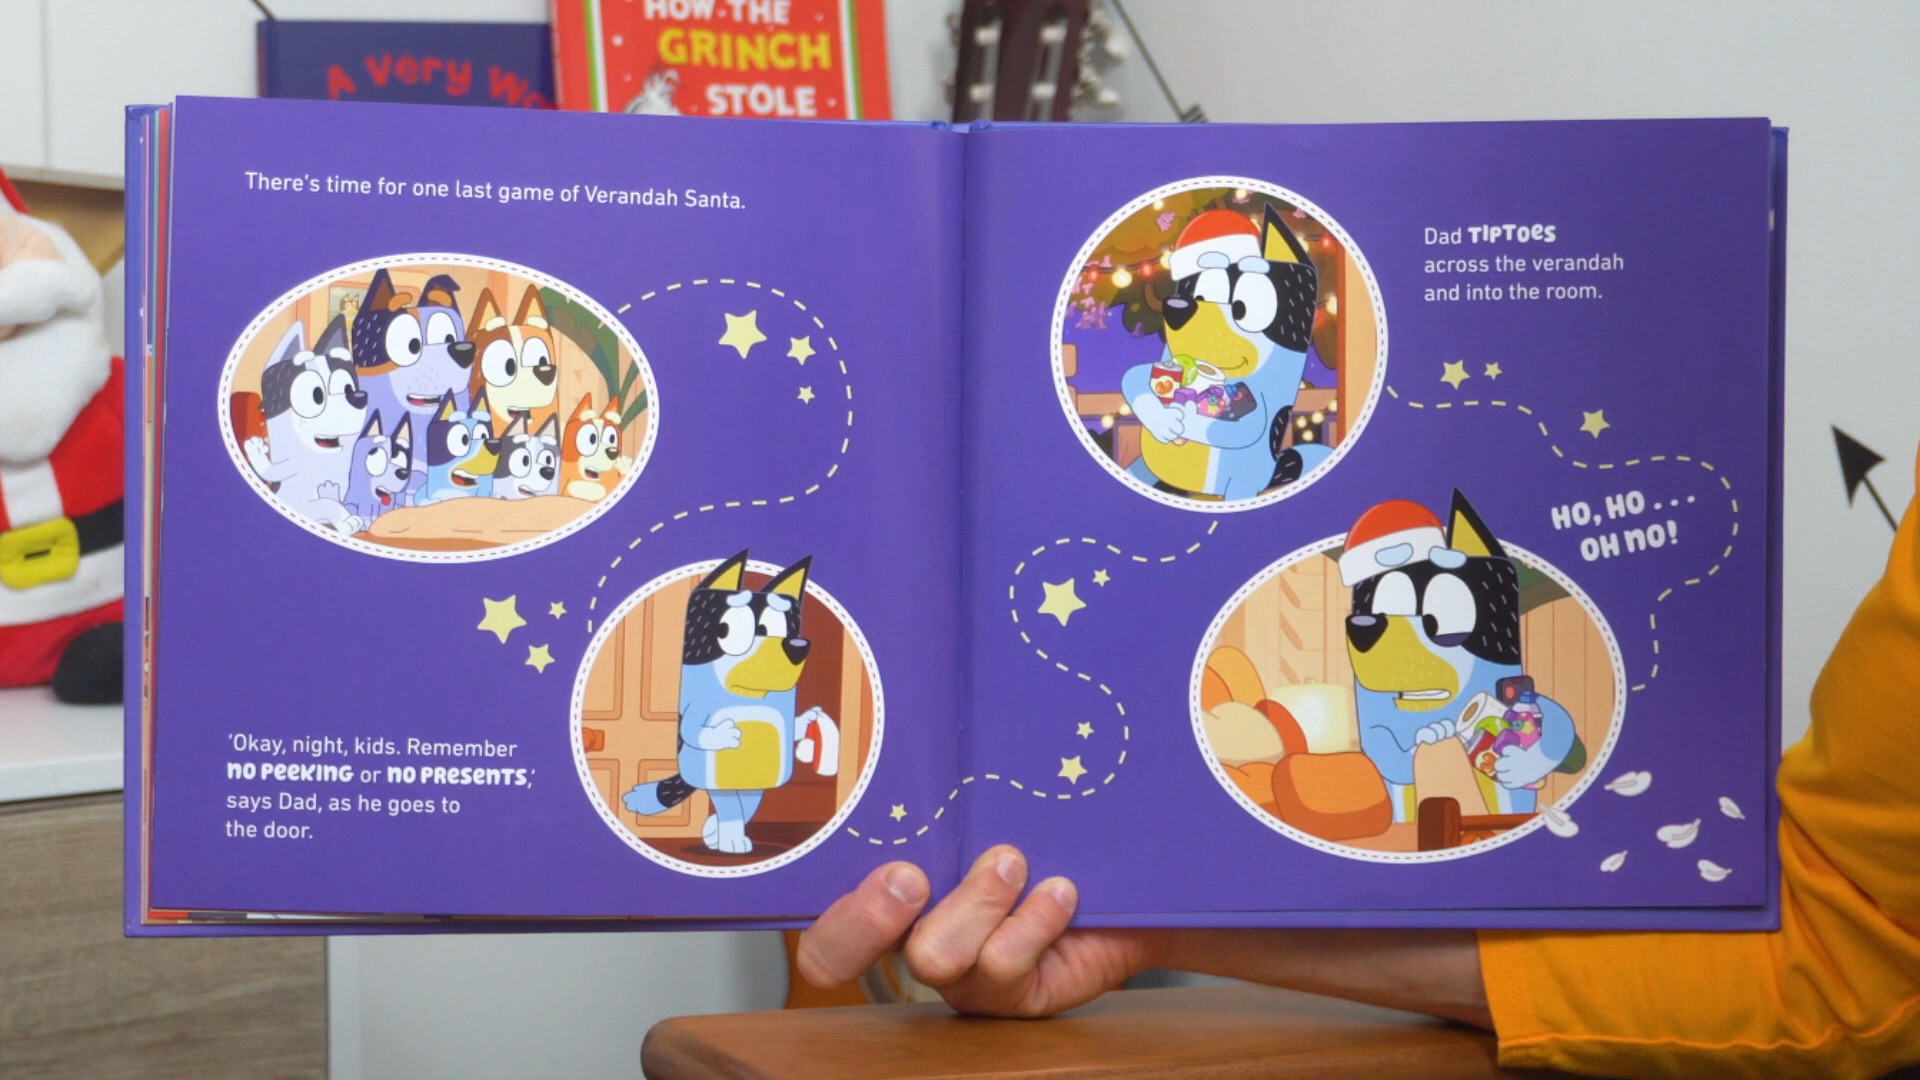 A very
HOW THE
GRINCH
STOLE
There's time for one last game of Verandah Santa.
'Okay, night, kids. Remember
no PeeKING or no PResenTs,'
says Dad, as he goes to
the door.
Dad TIPToes
across the verandah
and into the room.
HO, HO . . .
OH no!